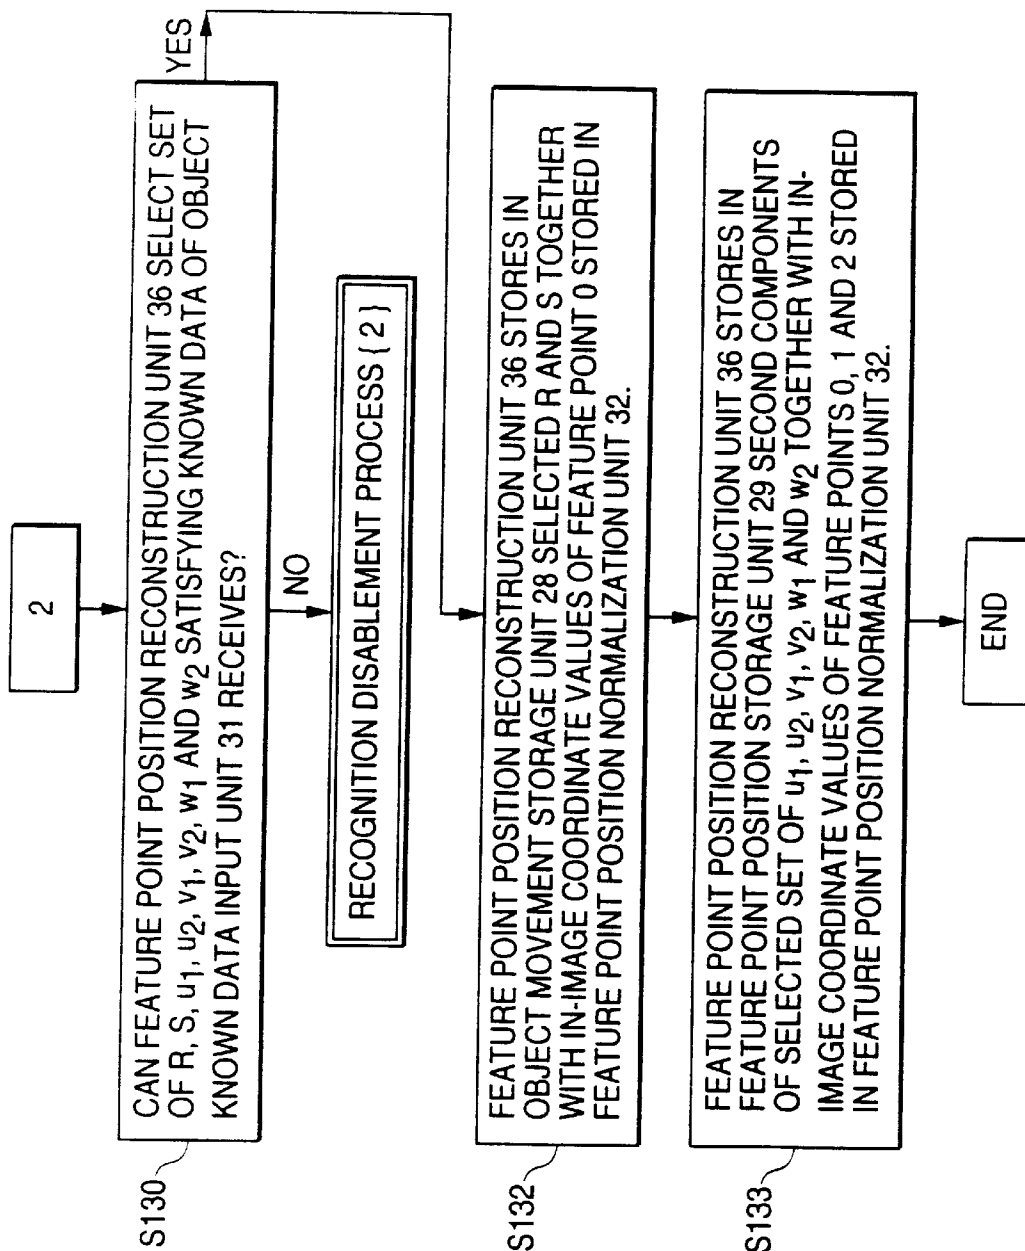 2
S130
CAN FEATURE POINT POSITION RECONSTRUCTION UNIT 36 SELECT SET
OF R, S, u₁, u₂, v₁, v₂, w₁ AND w₂ SATISFYING KNOWN DATA OF OBJECT
KNOWN DATA INPUT UNIT 31 RECEIVES?
YES
NO
RECOGNITION DISABLEMENT PROCESS { 2 }
S132
FEATURE POINT POSITION RECONSTRUCTION UNIT 36 STORES IN
OBJECT MOVEMENT STORAGE UNIT 28 SELECTED R AND S TOGETHER
WITH IN-IMAGE COORDINATE VALUES OF FEATURE POINT 0 STORED IN
FEATURE POINT POSITION NORMALIZATION UNIT 32.
S133
FEATURE POINT POSITION RECONSTRUCTION UNIT 36 STORES IN
FEATURE POINT POSITION STORAGE UNIT 29 SECOND COMPONENTS
OF SELECTED SET OF u₁, u₂, v₁, v₂, w₁ AND w₂ TOGETHER WITH IN-
IMAGE COORDINATE VALUES OF FEATURE POINTS 0, 1 AND 2 STORED
IN FEATURE POINT POSITION NORMALIZATION UNIT 32.
END